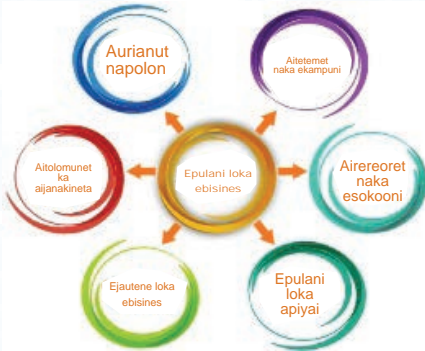 Aurianut
napolon
Aitetemet
naka ekampuni
Aitolomunet
ka
aijanakineta
Epulani loka
ebisines
Airereoret
naka
esokooni
Ejautene loka
ebisines
Epulani
loka
apiyai